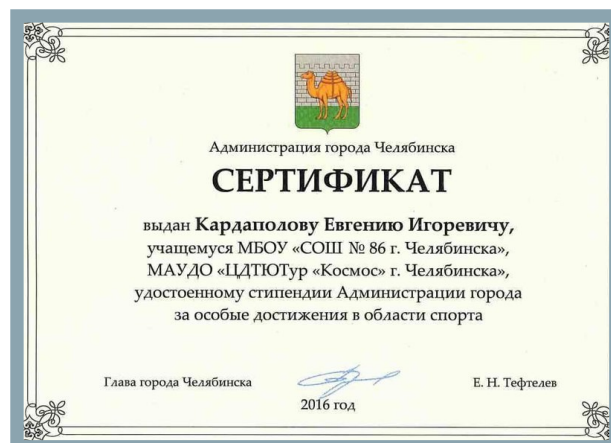 Администрация города Челябинска
СЕРТИФИКАТ
выдан Кардаполову Евгению Игоревичу,
учащемуся МБОУ «СОШ № 86 г. Челябинска»,
МАУДО «ЦДТЮТур «Космос» г. Челябинска»,
удостоенному стипендии Администрации города
за особые достижения в области спорта
Глава города Челябинска Е. Н. Тефтелев
2016 год